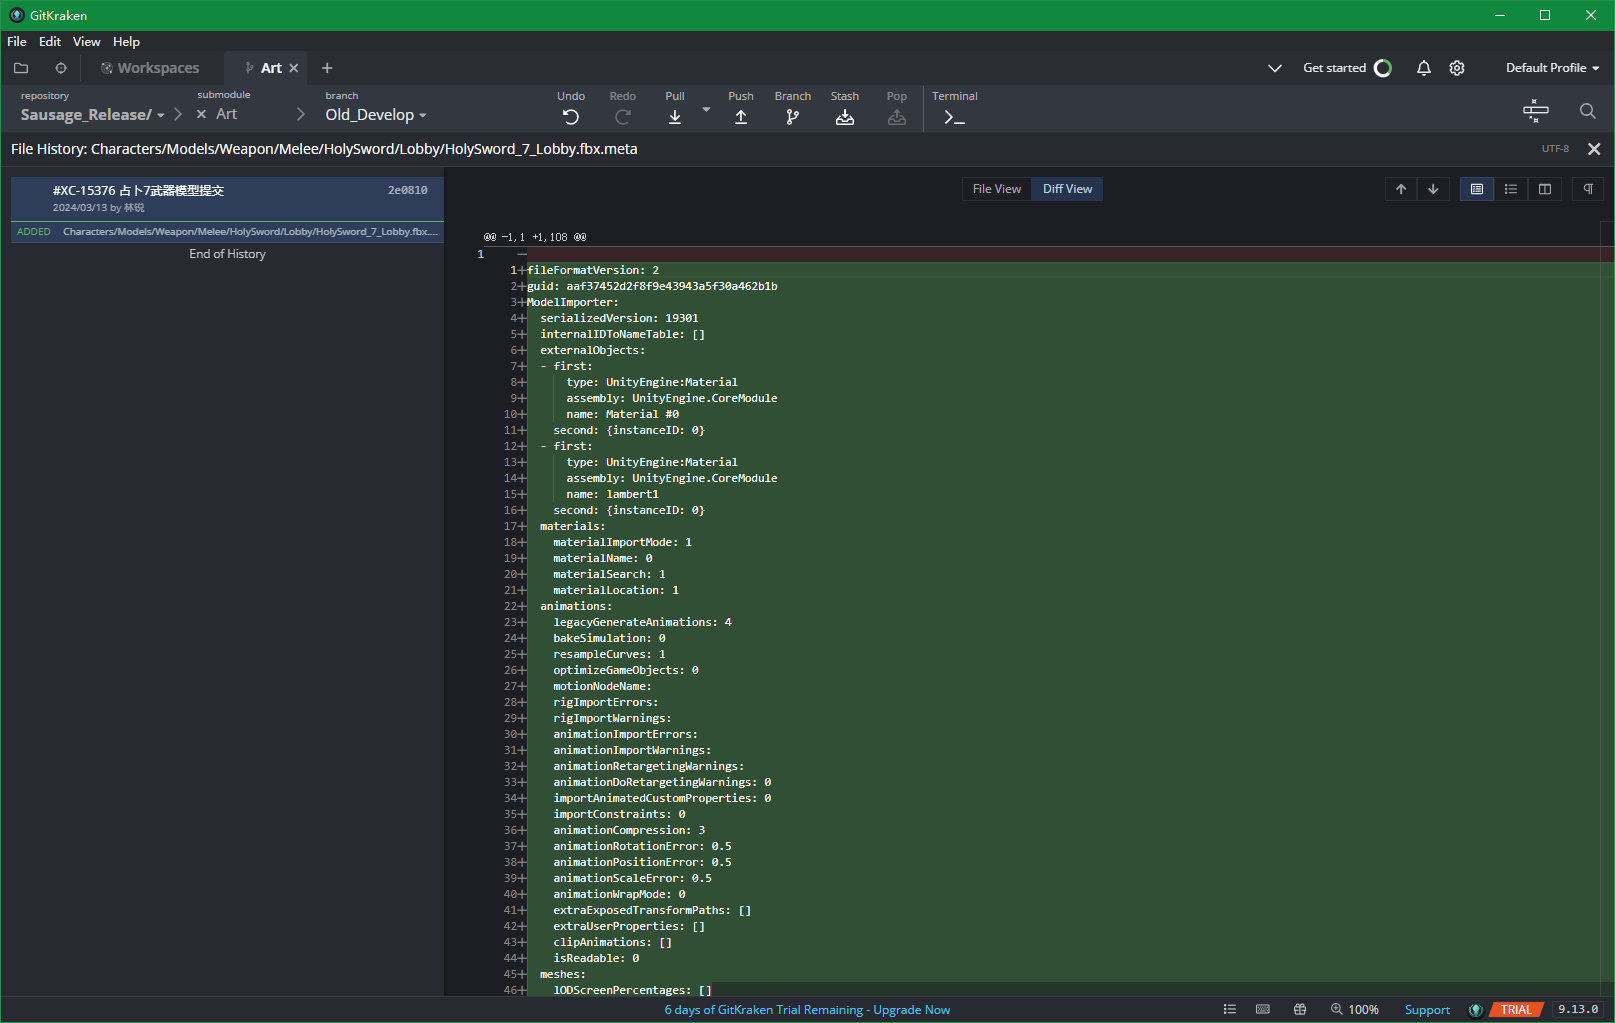 GitKraken
File Edit View Help
Workspaces Art Get started Default Profile
repository submodule branch Undo Redo Pull Push Branch Stash Pop Terminal
Sausage_Release/ Art Old_Develop
File History: Characters/Models/Weapon/Melee/HolySword/Lobby/HolySword_7_Lobby.fbx.meta UTF-8
#XC-15376 占卜7武器模型提交 2e0810
2024/03/13 by 林锐
ADDED Characters/Models/Weapon/Melee/HolySword/Lobby/HolySword_7_Lobby.fbx....
End of History
File View Diff View
@@ -1,1 +1,108 @@
1 —
1+fileFormatVersion: 2
2+guid: aaf37452d2f8f9e43943a5f30a462b1b
3+ModelImporter:
4+ serializedVersion: 19301
5+ internalIDToNameTable: []
6+ externalObjects:
7+ - first:
8+ type: UnityEngine:Material
9+ assembly: UnityEngine.CoreModule
10+ name: Material #0
11+ second: {instanceID: 0}
12+ - first:
13+ type: UnityEngine:Material
14+ assembly: UnityEngine.CoreModule
15+ name: lambert1
16+ second: {instanceID: 0}
17+ materials:
18+ materialImportMode: 1
19+ materialName: 0
20+ materialSearch: 1
21+ materialLocation: 1
22+ animations:
23+ legacyGenerateAnimations: 4
24+ bakeSimulation: 0
25+ resampleCurves: 1
26+ optimizeGameObjects: 0
27+ motionNodeName:
28+ rigImportErrors:
29+ rigImportWarnings:
30+ animationImportErrors:
31+ animationImportWarnings:
32+ animationRetargetingWarnings:
33+ animationDoRetargetingWarnings: 0
34+ importAnimatedCustomProperties: 0
35+ importConstraints: 0
36+ animationCompression: 3
37+ animationRotationError: 0.5
38+ animationPositionError: 0.5
39+ animationScaleError: 0.5
40+ animationWrapMode: 0
41+ extraExposedTransformPaths: []
42+ extraUserProperties: []
43+ clipAnimations: []
44+ isReadable: 0
45+ meshes:
46+ lODScreenPercentages: []
6 days of GitKraken Trial Remaining - Upgrade Now 100% Support TRIAL 9.13.0